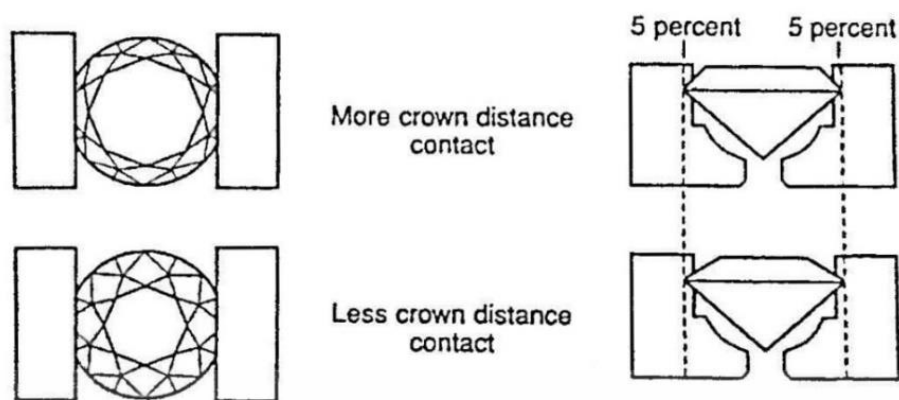 5 percent 5 percent
More crown distance
contact
Less crown distance
contact